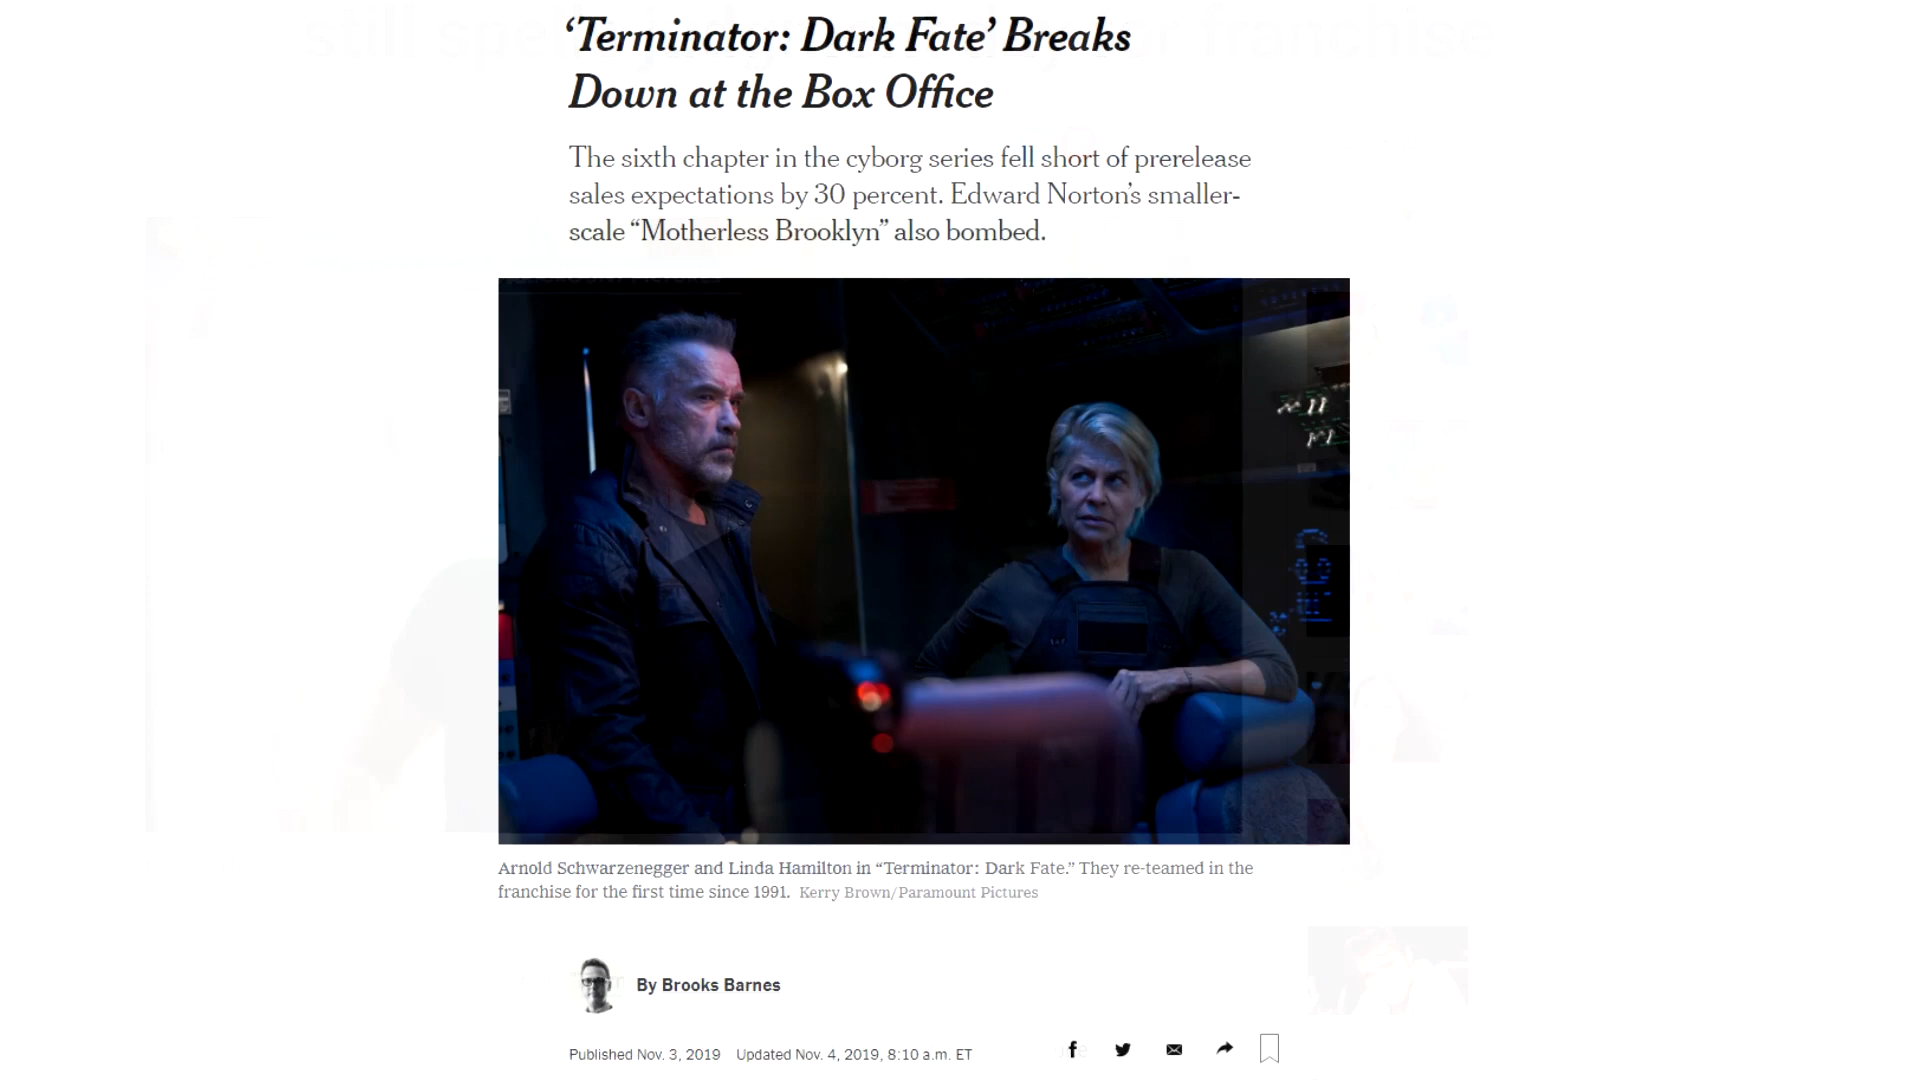 ‘Terminator: Dark Fate’ Breaks
Down at the Box Office
The sixth chapter in the cyborg series fell short of prerelease
sales expectations by 30 percent. Edward Norton’s smaller-
scale “Motherless Brooklyn” also bombed.
Arnold Schwarzenegger and Linda Hamilton in “Terminator: Dark Fate.” They re-teamed in the
franchise for the first time since 1991. Kerry Brown/Paramount Pictures
By Brooks Barnes
Published Nov. 3, 2019 Updated Nov. 4, 2019, 8:10 a.m. ET